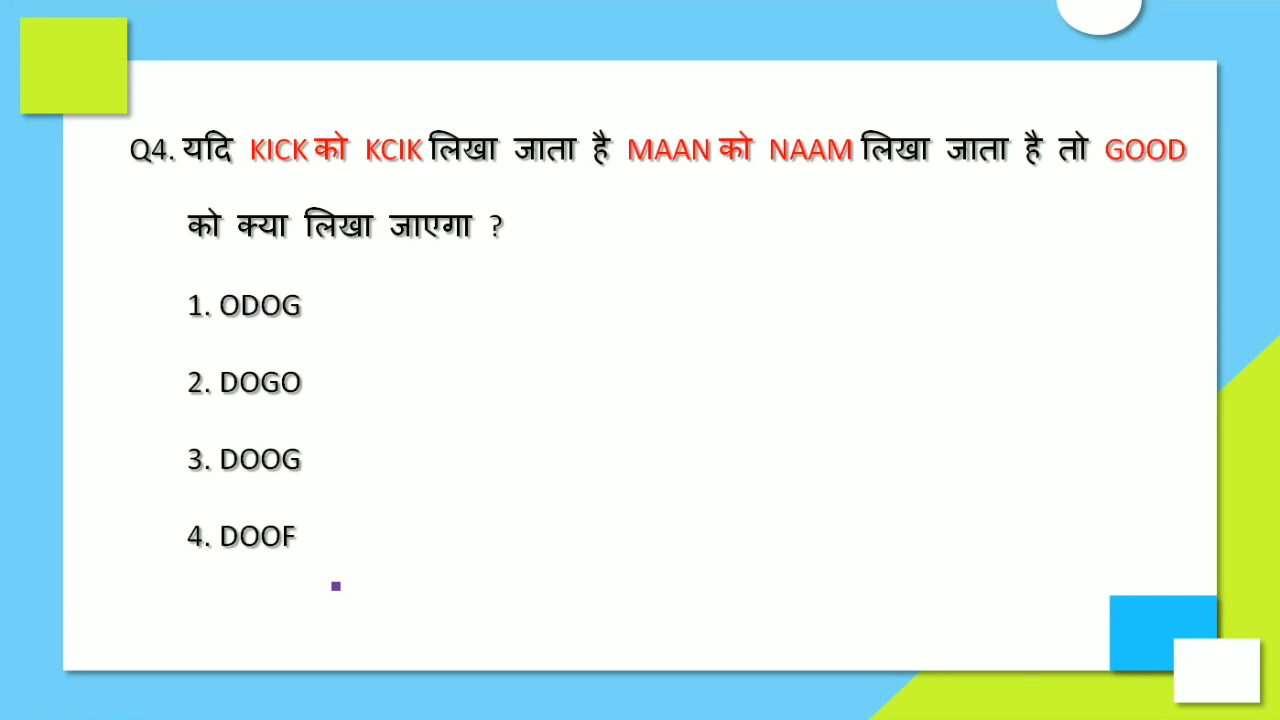 Q4. यदि KICK को KCIK लिखा जाता है MAAN को NAAM लिखा जाता है तो GOOD
को क्या लिखा जाएगा ?
1. ODOG
2. DOGO
3. DOOG
4. DOOF